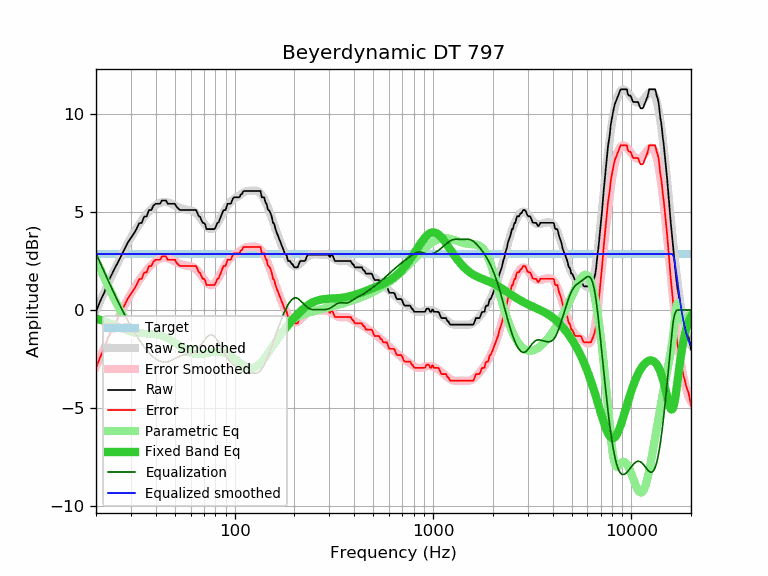 Beyerdynamic DT 797
Amplitude (dBr)
10
5
0
−5
−10
Target
Raw Smoothed
Error Smoothed
Raw
Error
Parametric Eq
Fixed Band Eq
Equalization
Equalized smoothed
100
1000
10000
Frequency (Hz)